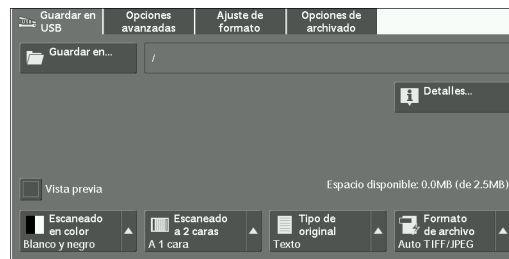 Guardar en
USB
Opciones
avanzadas
Ajuste de
formato
Opciones de
archivado
Guardar en...
/
Detalles...
Vista previa
Espacio disponible: 0.0MB (de 2.5MB)
Escaneado
en color
Blanco y negro
Escaneado
a 2 caras
A 1 cara
Tipo de
original
Texto
Formato
de archivo
Auto TIFF/JPEG